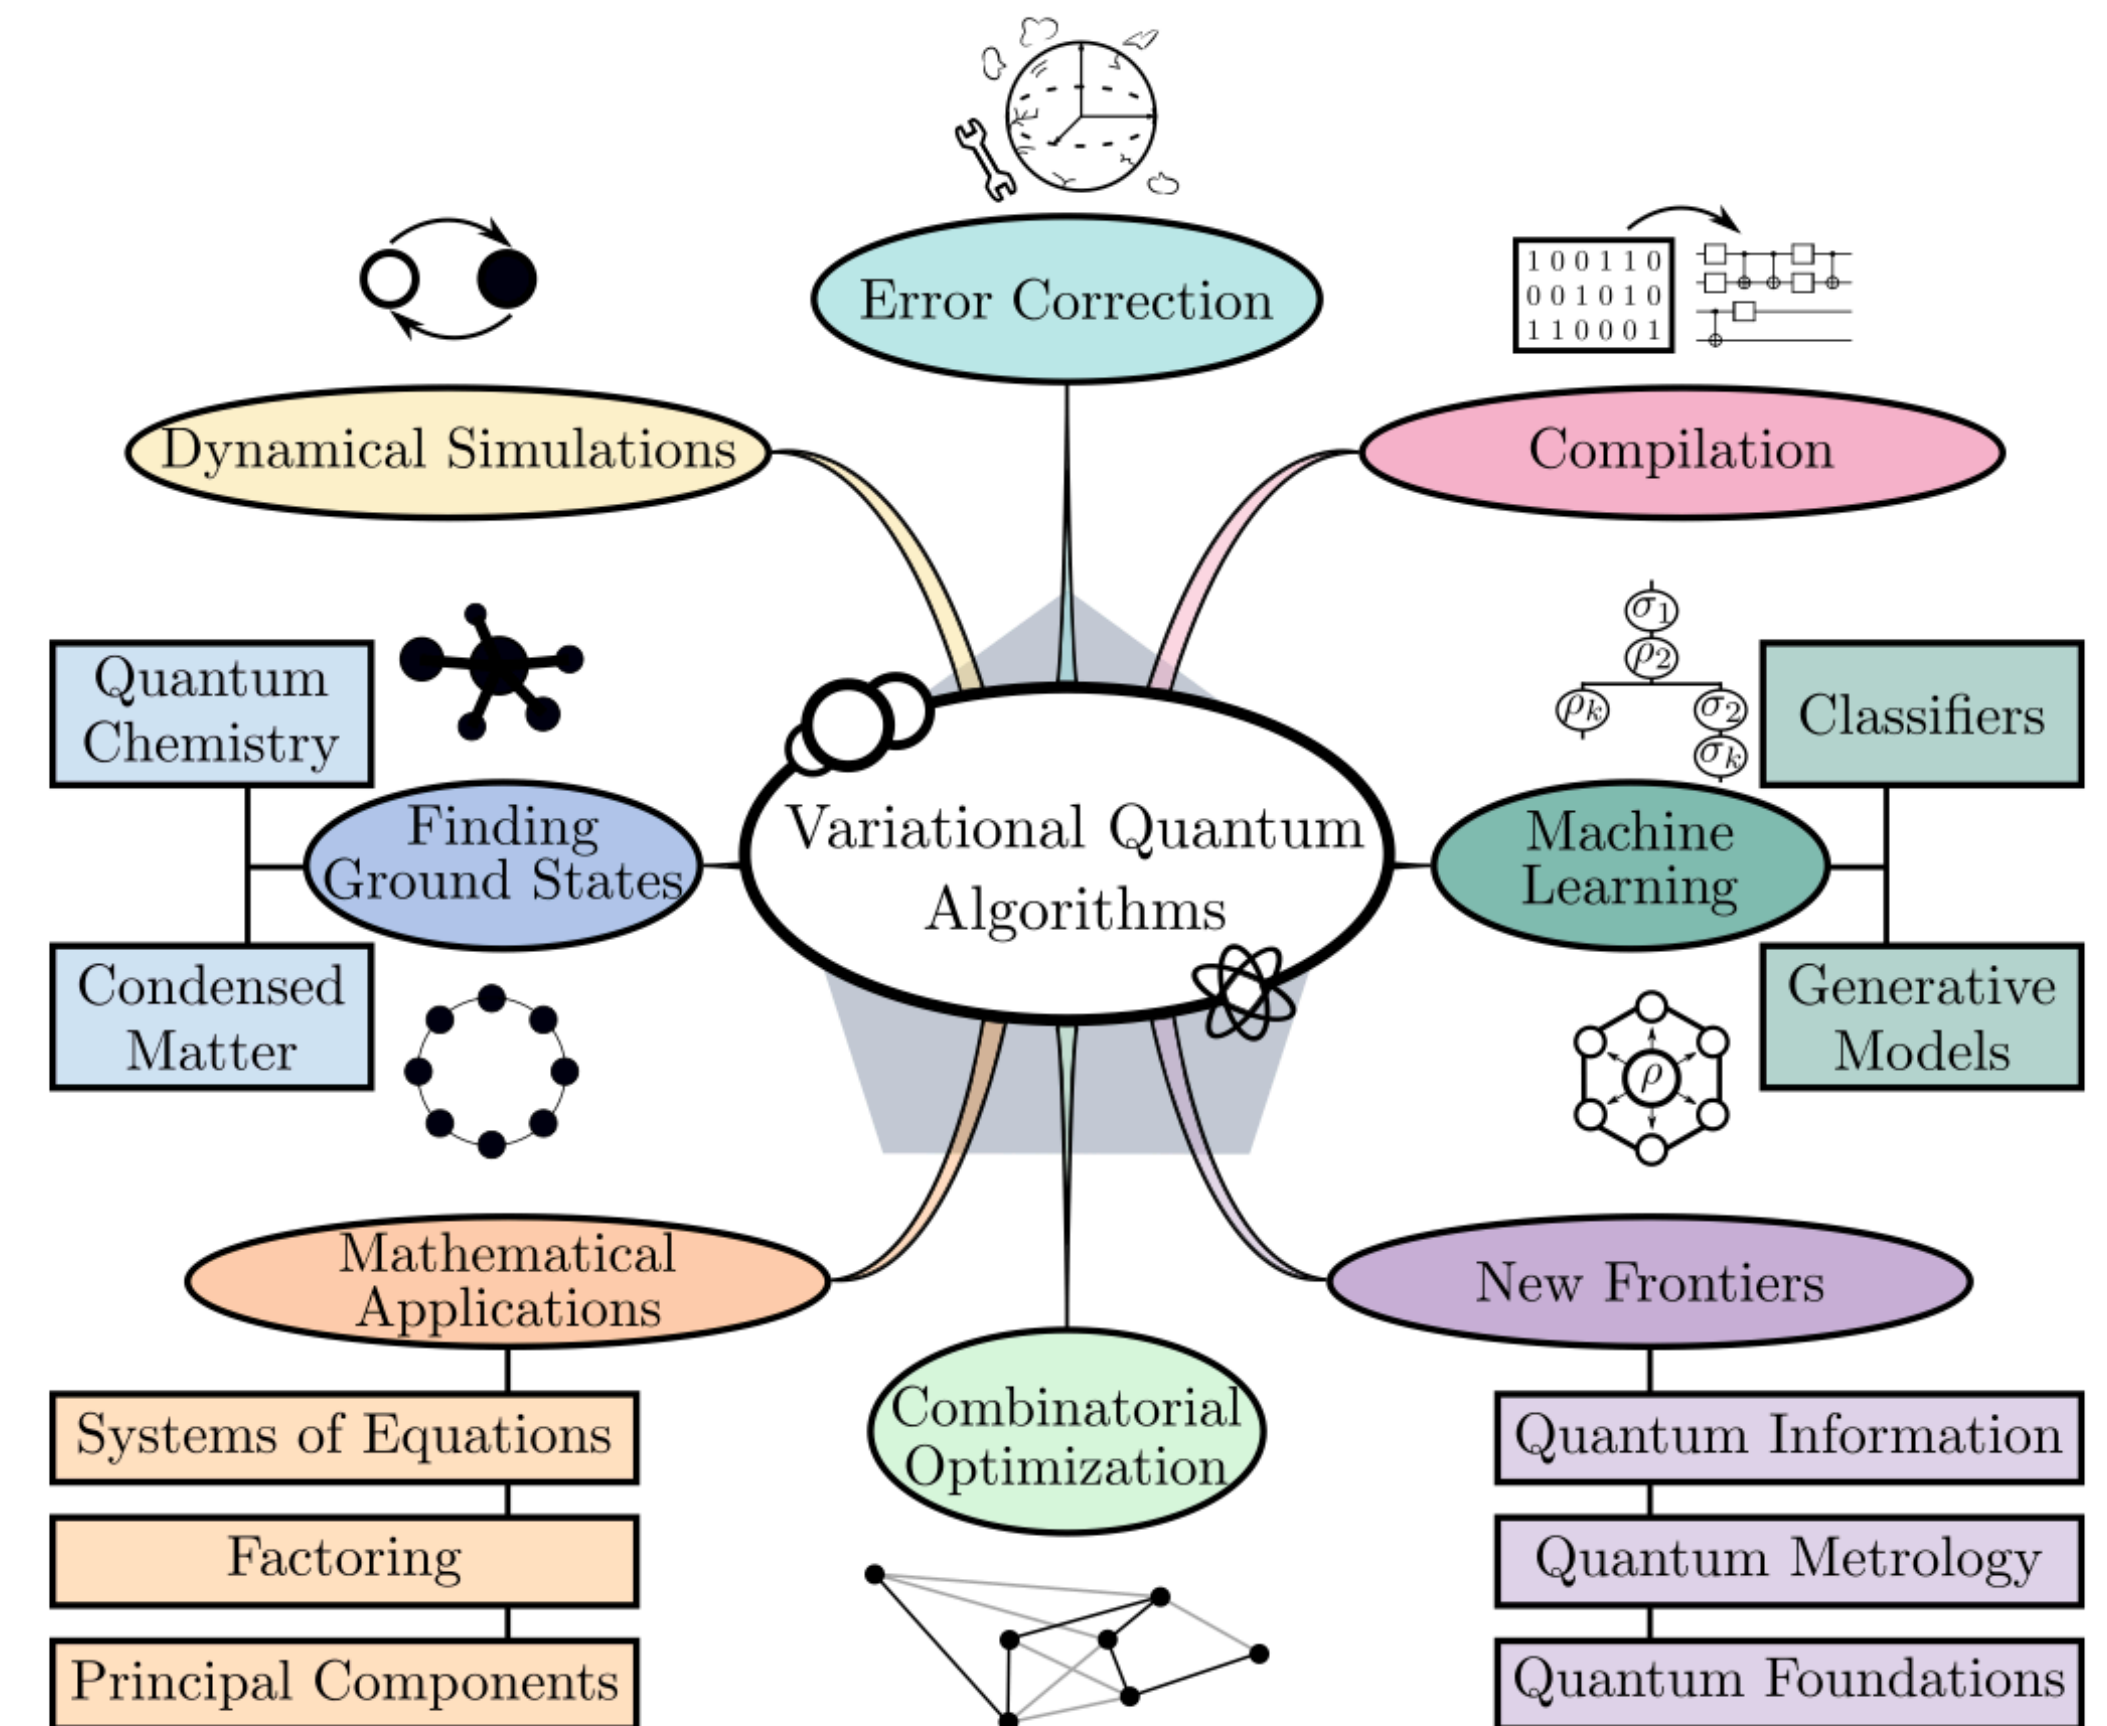 Error Correction
1 0 0 1 1 0
0 0 1 0 1 0
1 1 0 0 0 1
Dynamical Simulations
Compilation
σ1
ρ2
ρk
σ2
σk
Quantum
Chemistry
Classifiers
Finding
Ground States
Variational Quantum
Algorithms
Machine
Learning
Condensed
Matter
Generative
Models
ρ
Mathematical
Applications
New Frontiers
Systems of Equations
Factoring
Principal Components
Combinatorial
Optimization
Quantum Information
Quantum Metrology
Quantum Foundations